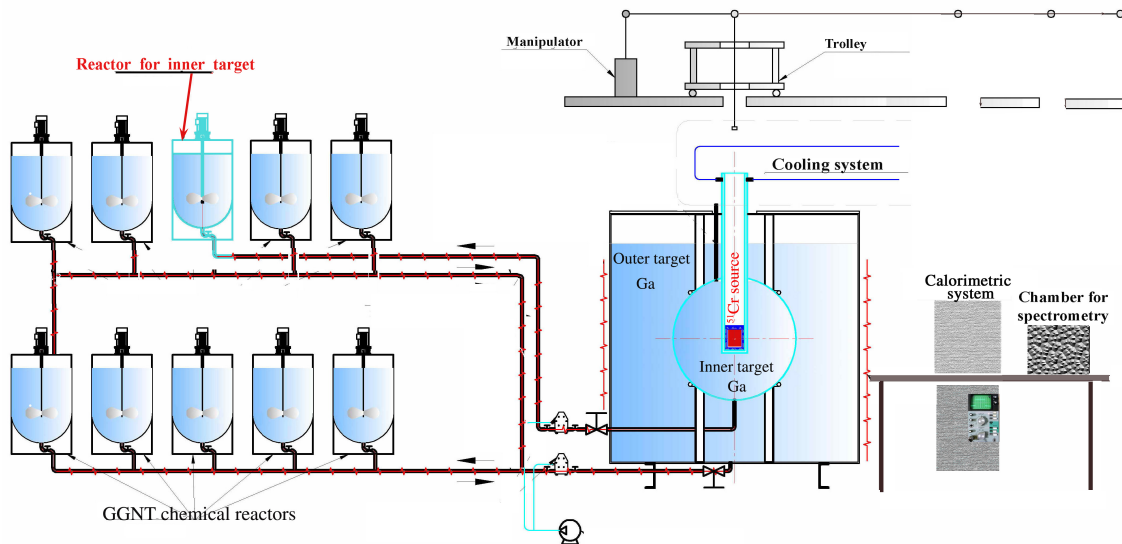 Manipulator
Trolley
Reactor for inner target
Cooling system
Outer target
Ga
51Cr source
Calorimetric
system
Chamber for
spectrometry
Inner target
Ga
GGNT chemical reactors